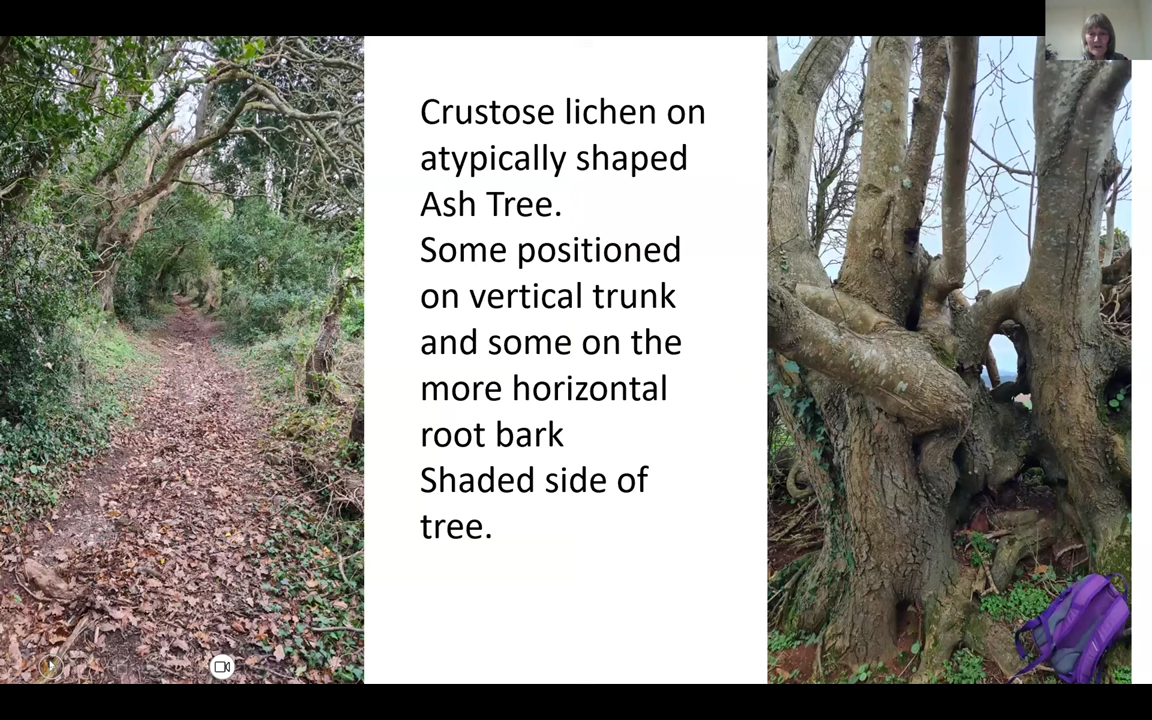 Crustose lichen on
atypically shaped
Ash Tree.
Some positioned
on vertical trunk
and some on the
more horizontal
root bark
Shaded side of
tree.